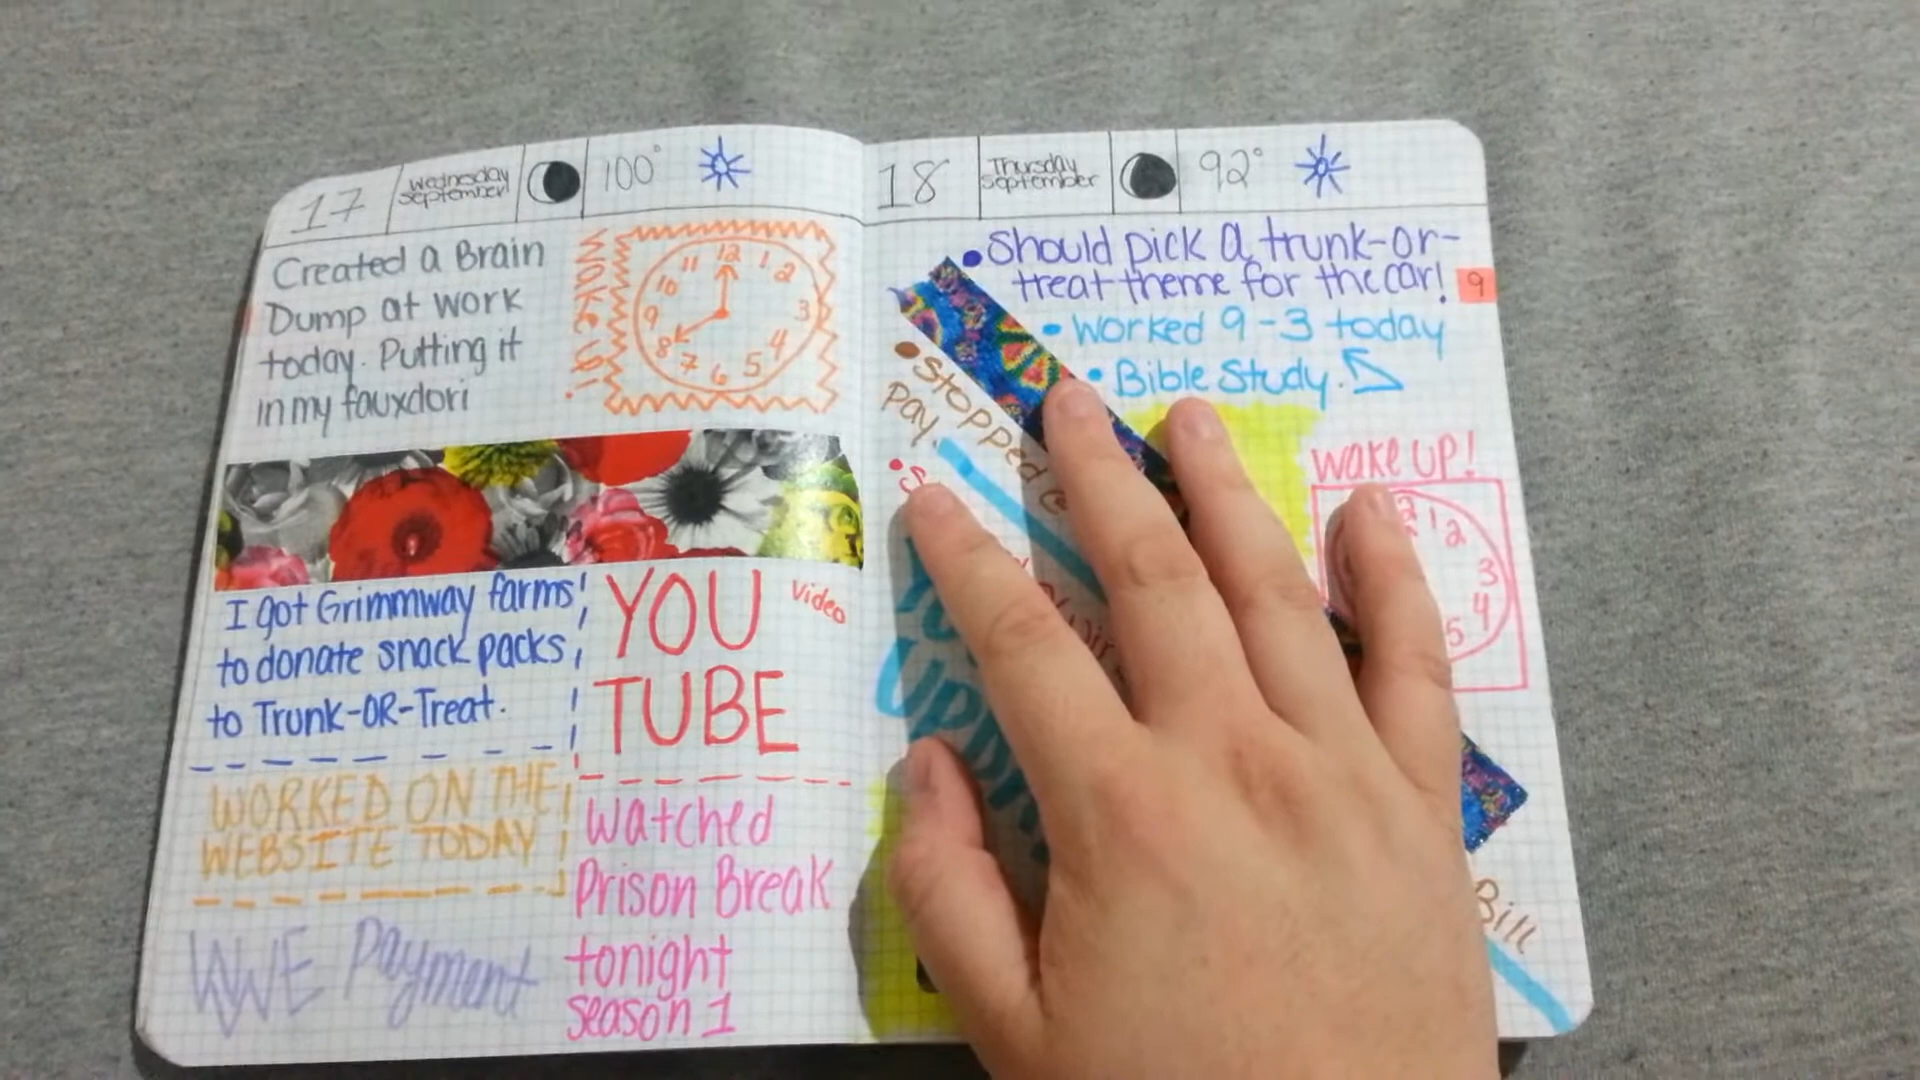 17
Wednesday
September
100°
Created a Brain
Dump at work
today. Putting it
in my fauxdori
Wake up!
12
1
2
3
4
5
6
7
8
9
10
11
I got Grimmway farms
to donate snack packs
to Trunk-OR-Treat.
YOU
TUBE
Video
WORKED ON THE
WEBSITE TODAY
WWE Payment
Watched
Prison Break
tonight
season 1
18
Thursday
September
92°
• Should pick a trunk-or-
treat theme for the car!
9
• Worked 9-3 today
• Bible Study.
• Stopped @
pay.
Wake up!
1
2
3
4
5
Bill